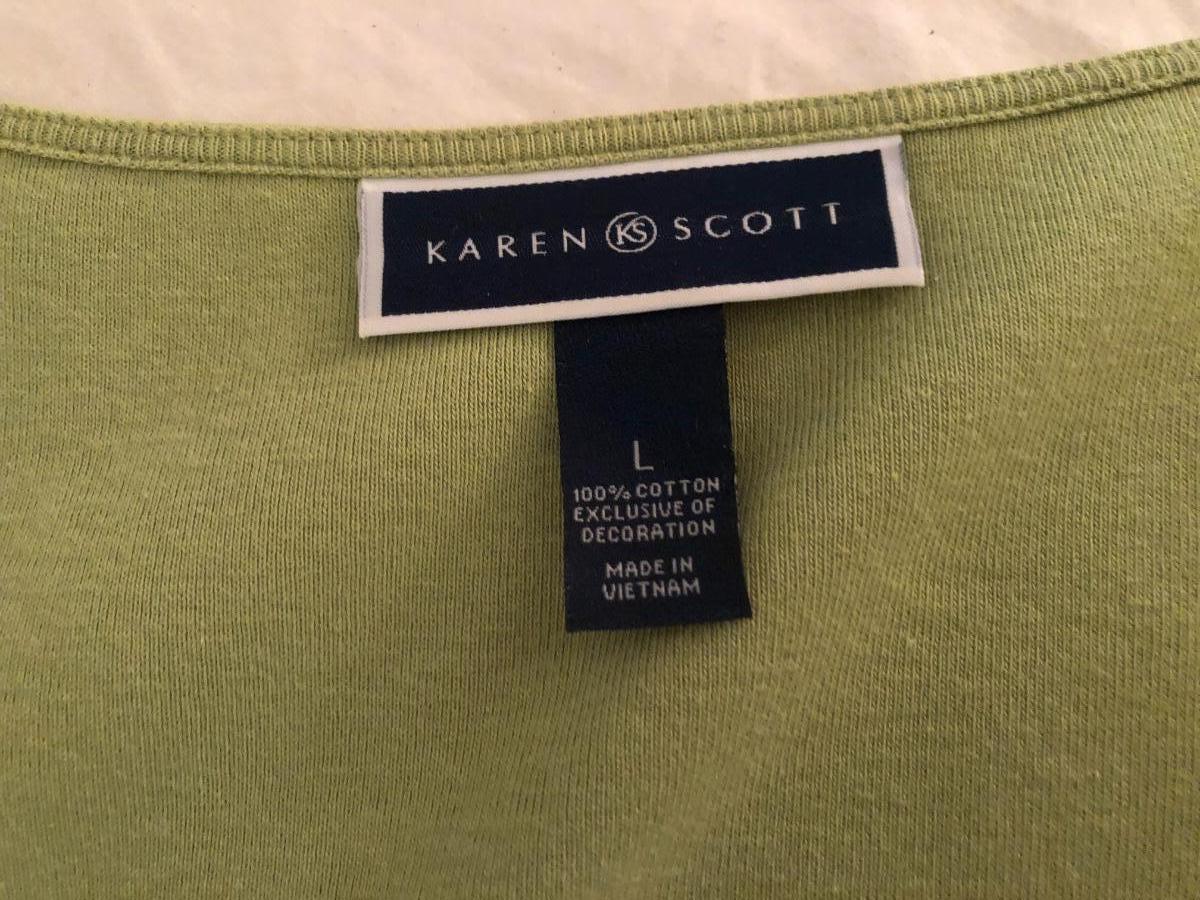 KAREN KS SCOTT
L
100% COTTON
EXCLUSIVE OF
DECORATION
MADE IN
VIETNAM